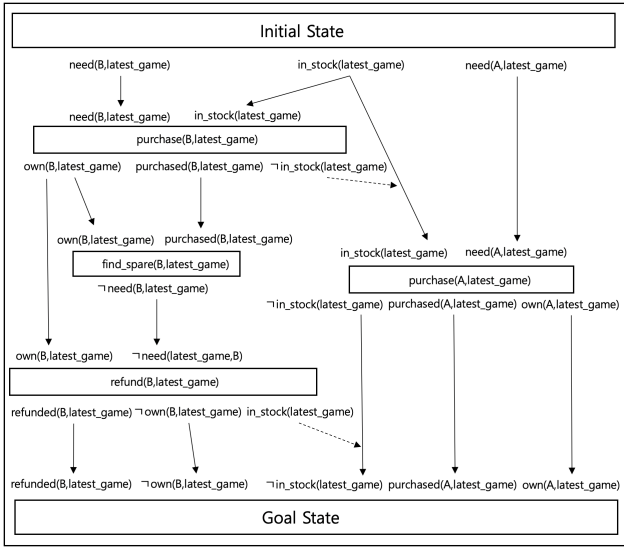 Initial State
need(B,latest_game) in_stock(latest_game) need(A,latest_game)
need(B,latest_game) in_stock(latest_game)
purchase(B,latest_game)
own(B,latest_game) purchased(B,latest_game) ¬in_stock(latest_game)
own(B,latest_game) purchased(B,latest_game)
in_stock(latest_game) need(A,latest_game)
find_spare(B,latest_game)
purchase(A,latest_game)
¬need(B,latest_game)
¬in_stock(latest_game) purchased(A,latest_game) own(A,latest_game)
own(B,latest_game) ¬need(latest_game,B)
refund(B,latest_game)
refunded(B,latest_game) ¬own(B,latest_game) in_stock(latest_game)
refunded(B,latest_game) ¬own(B,latest_game) ¬in_stock(latest_game) purchased(A,latest_game) own(A,latest_game)
Goal State